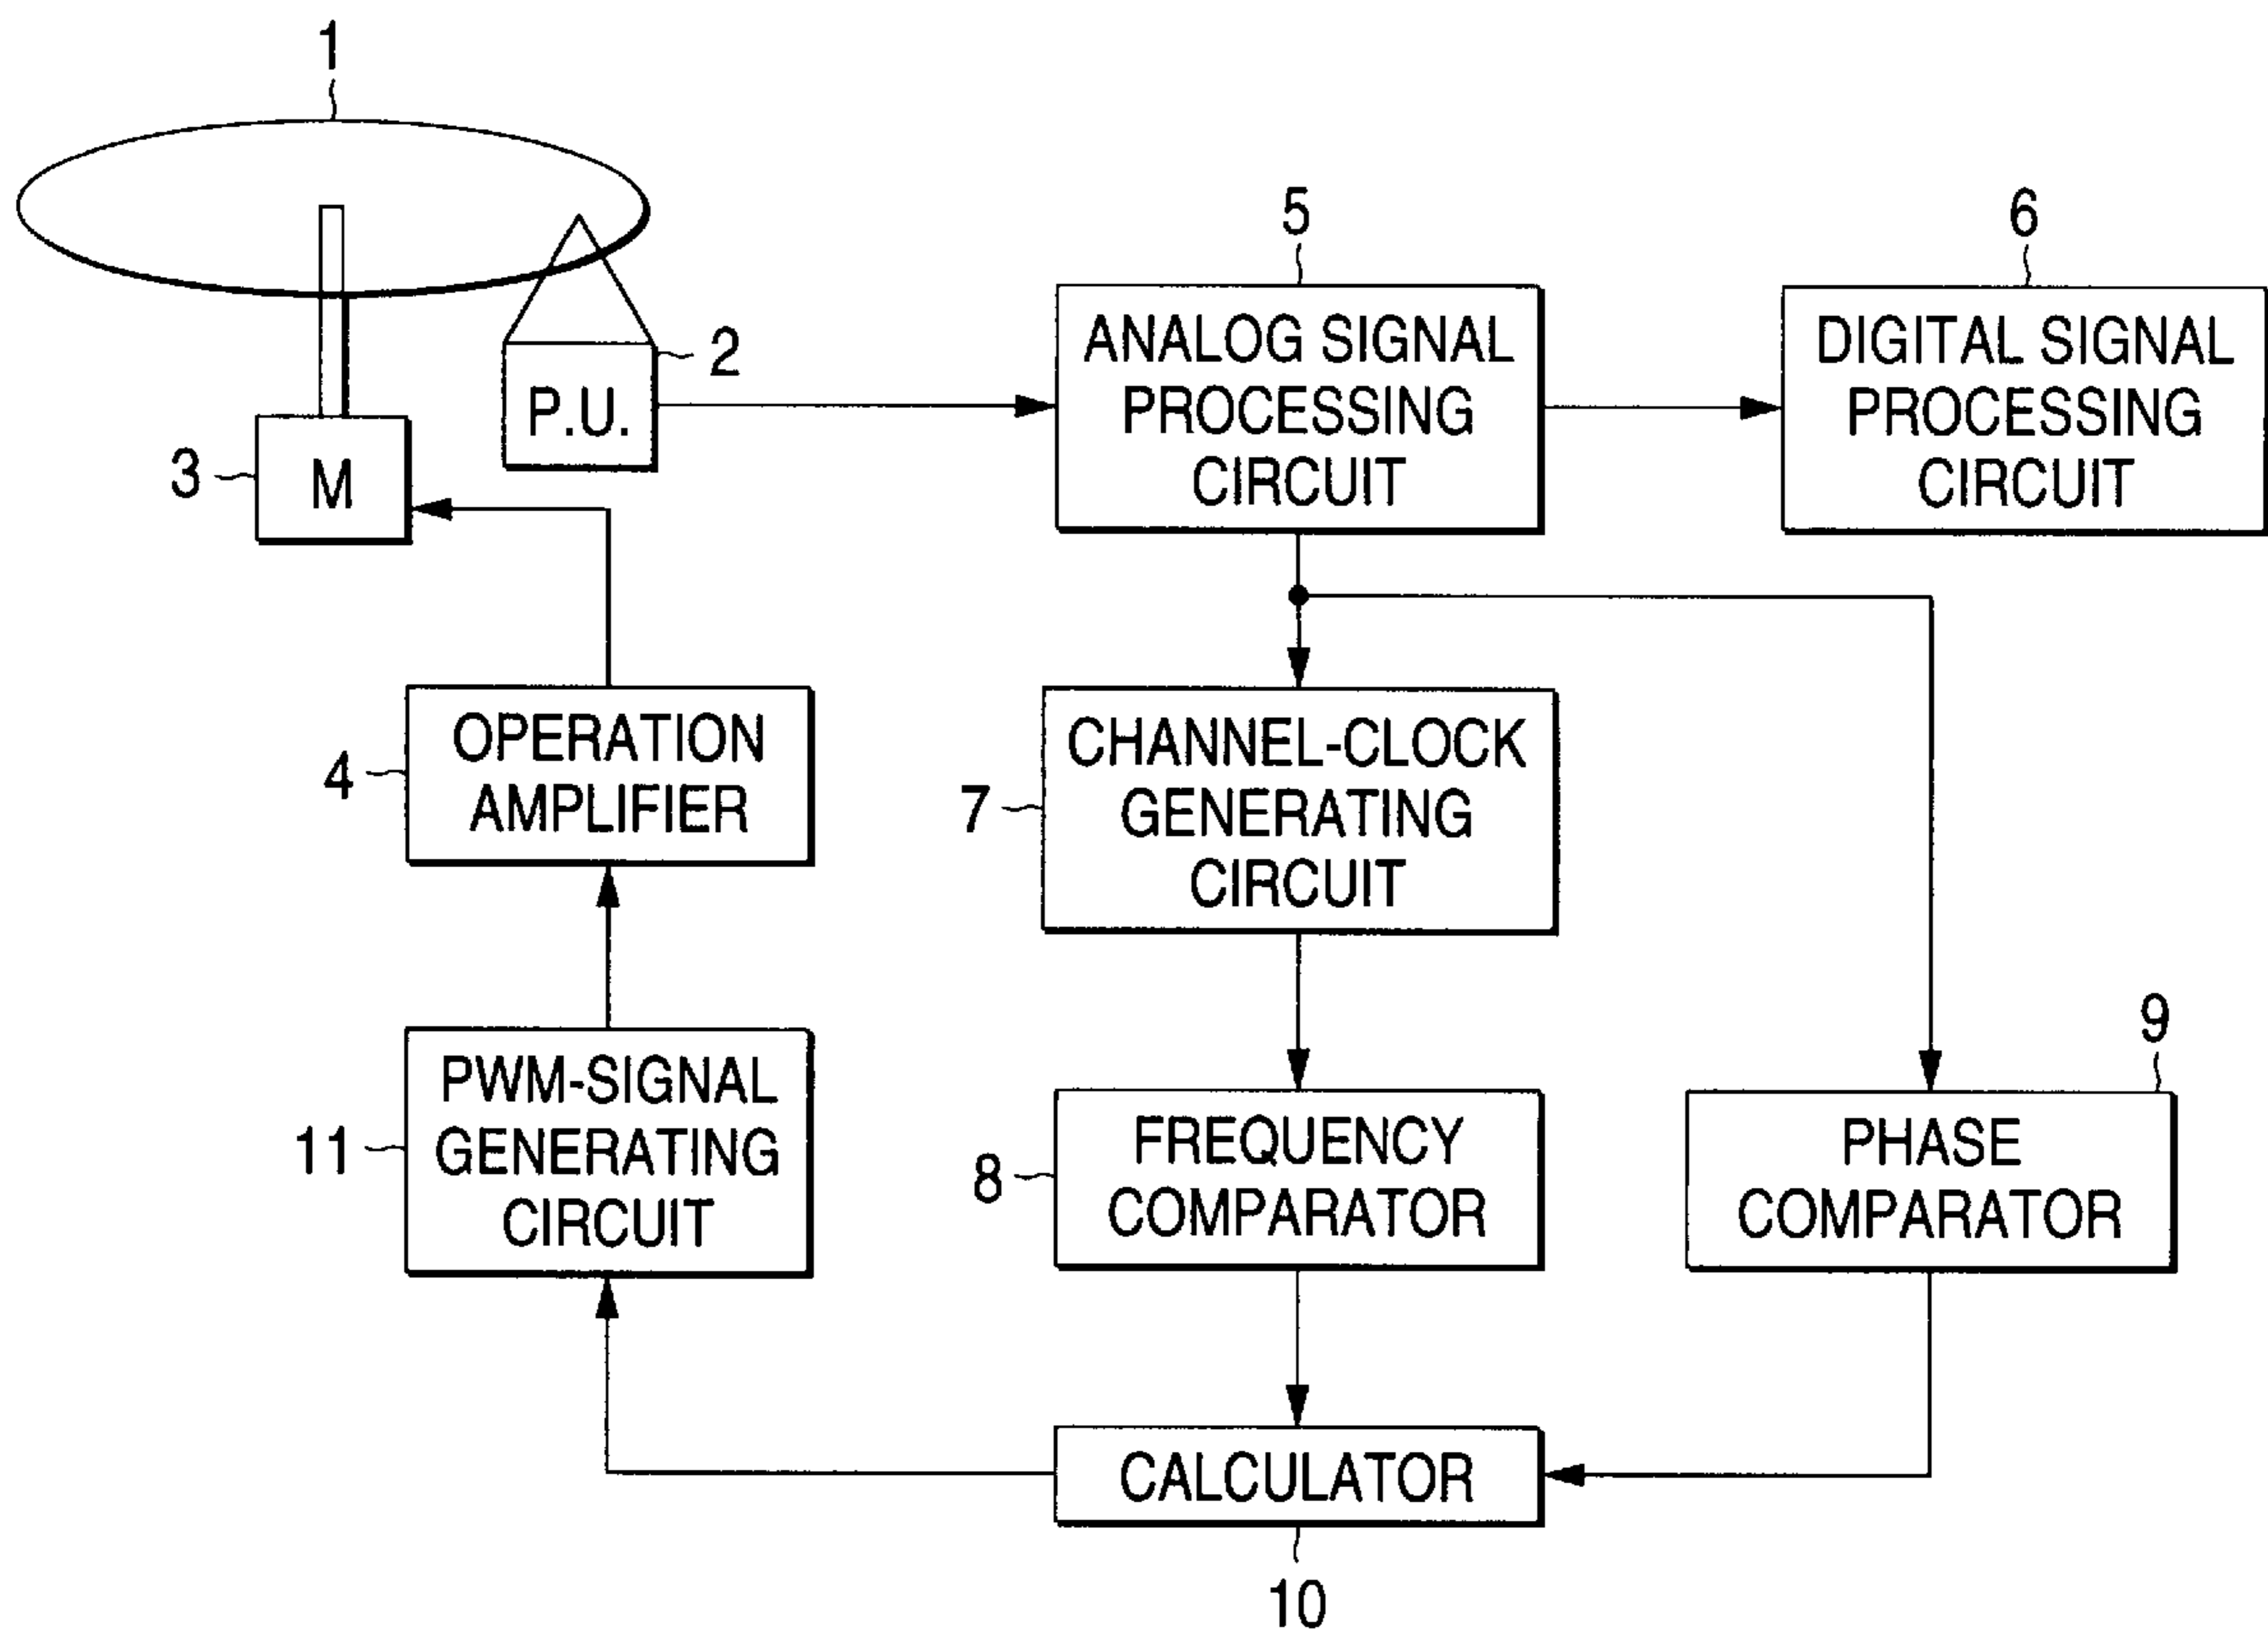 1
5
6
ANALOG SIGNAL
PROCESSING
CIRCUIT
DIGITAL SIGNAL
PROCESSING
CIRCUIT
2
P.U.
3
M
4
OPERATION
AMPLIFIER
7
CHANNEL-CLOCK
GENERATING
CIRCUIT
9
11
PWM-SIGNAL
GENERATING
CIRCUIT
8
FREQUENCY
COMPARATOR
PHASE
COMPARATOR
CALCULATOR
10